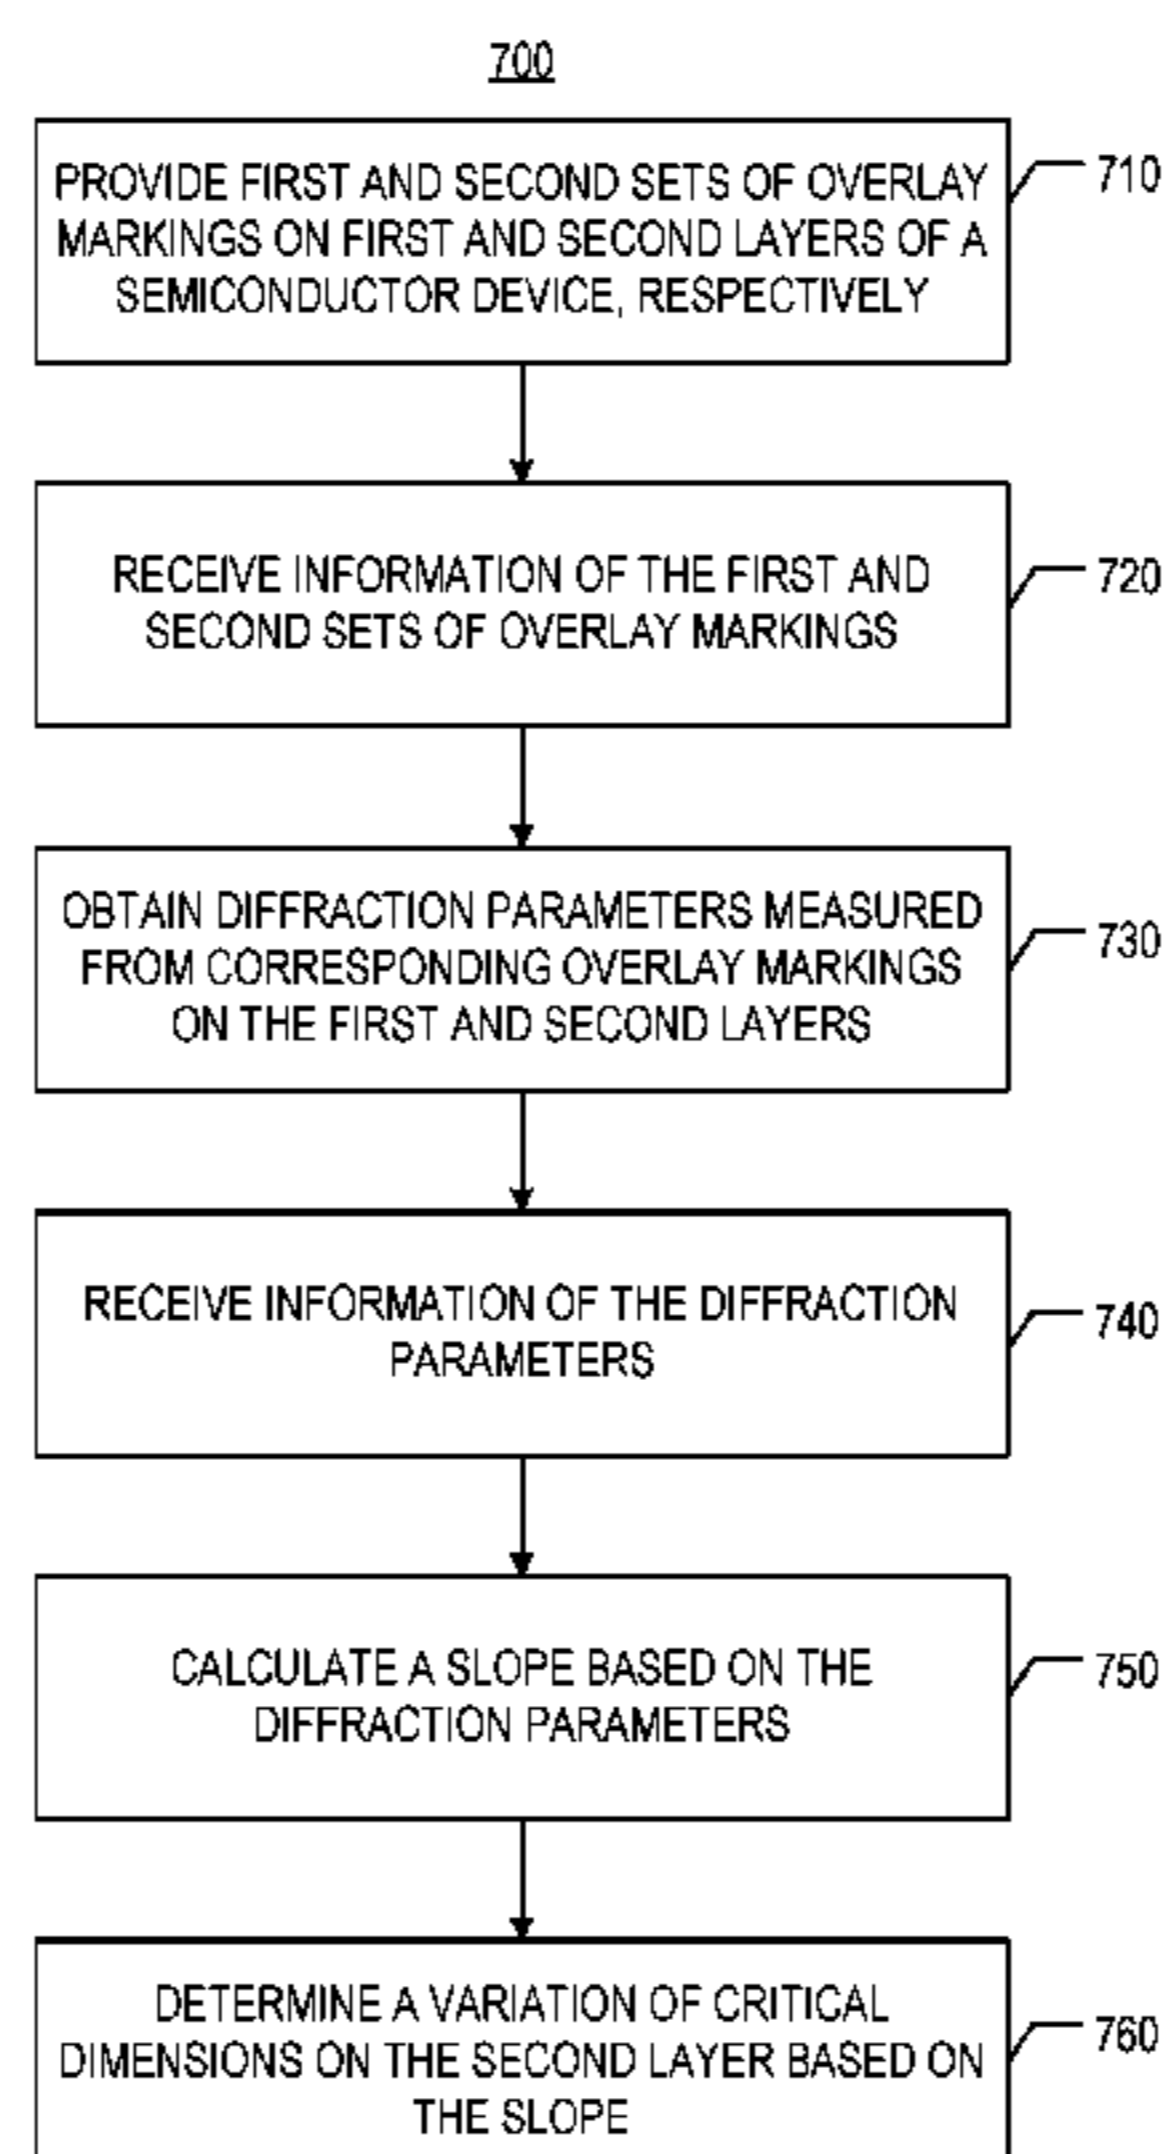 700
PROVIDE FIRST AND SECOND SETS OF OVERLAY
MARKINGS ON FIRST AND SECOND LAYERS OF A
SEMICONDUCTOR DEVICE, RESPECTIVELY
710
RECEIVE INFORMATION OF THE FIRST AND
SECOND SETS OF OVERLAY MARKINGS
720
OBTAIN DIFFRACTION PARAMETERS MEASURED
FROM CORRESPONDING OVERLAY MARKINGS
ON THE FIRST AND SECOND LAYERS
730
RECEIVE INFORMATION OF THE DIFFRACTION
PARAMETERS
740
CALCULATE A SLOPE BASED ON THE
DIFFRACTION PARAMETERS
750
DETERMINE A VARIATION OF CRITICAL
DIMENSIONS ON THE SECOND LAYER BASED ON
THE SLOPE
760